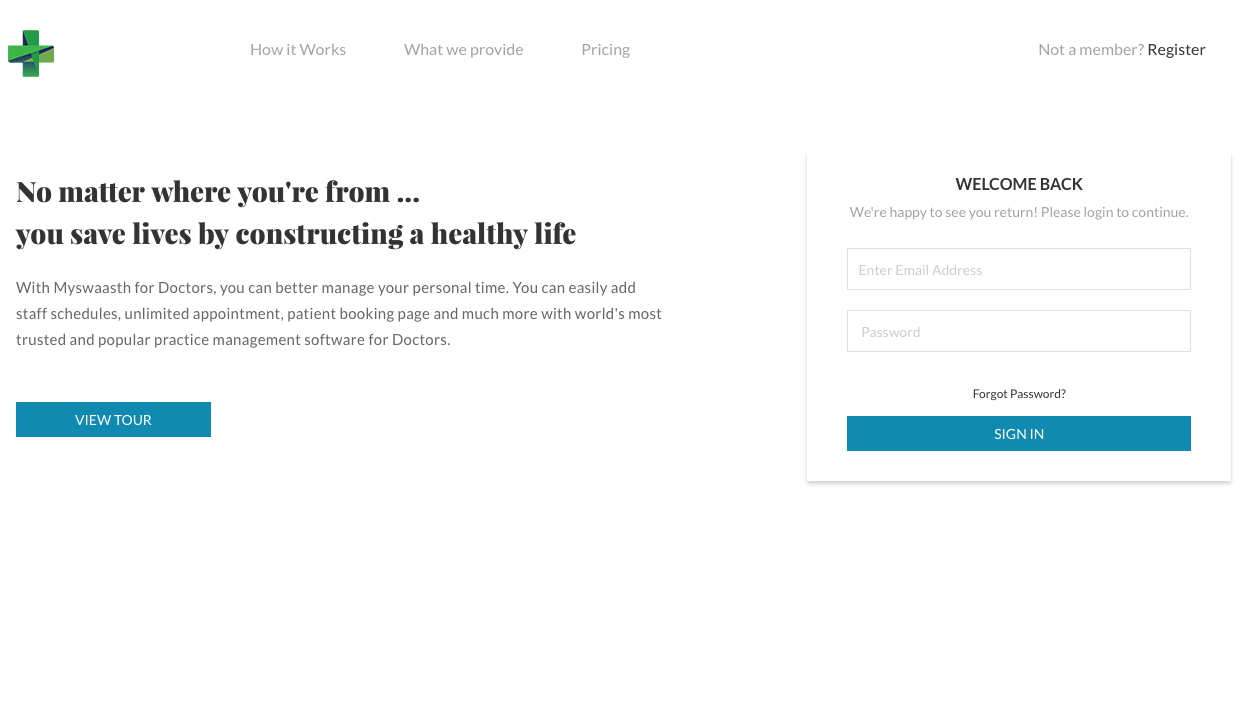 How it Works
What we provide
Pricing
Not a member? Register
No matter where you're from ...
you save lives by constructing a healthy life
With Myswaasth for Doctors, you can better manage your personal time. You can easily add
staff schedules, unlimited appointment, patient booking page and much more with world's most
trusted and popular practice management software for Doctors.
VIEW TOUR
WELCOME BACK
We're happy to see you return! Please login to continue.
Enter Email Address
Password
Forgot Password?
SIGN IN